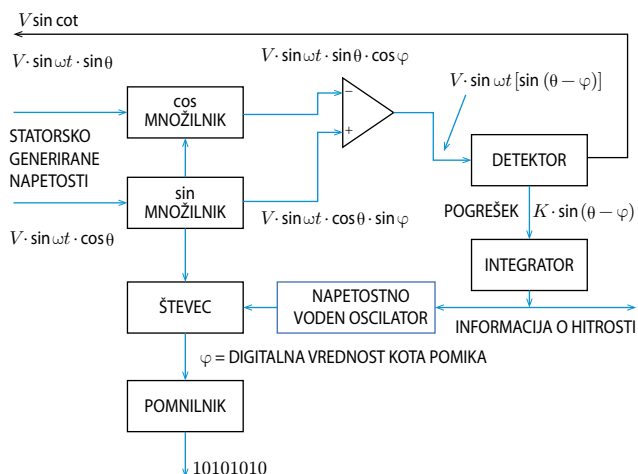 V sin cot
V · sin ωt · sin θ
V · sin ωt · sin θ · cos φ
V · sin ωt [sin (θ − φ)]
cos
MNOŽILNIK
−
+
STATORSKO
GENERIRANE
NAPETOSTI
DETEKTOR
sin
MNOŽILNIK
V · sin ωt · cos θ
V · sin ωt · cos θ · sin φ
POGREŠEK
K · sin (θ − φ)
INTEGRATOR
ŠTEVEC
NAPETOSTNO
VODEN OSCILATOR
INFORMACIJA O HITROSTI
φ = DIGITALNA VREDNOST KOTA POMIKA
POMNILNIK
10101010